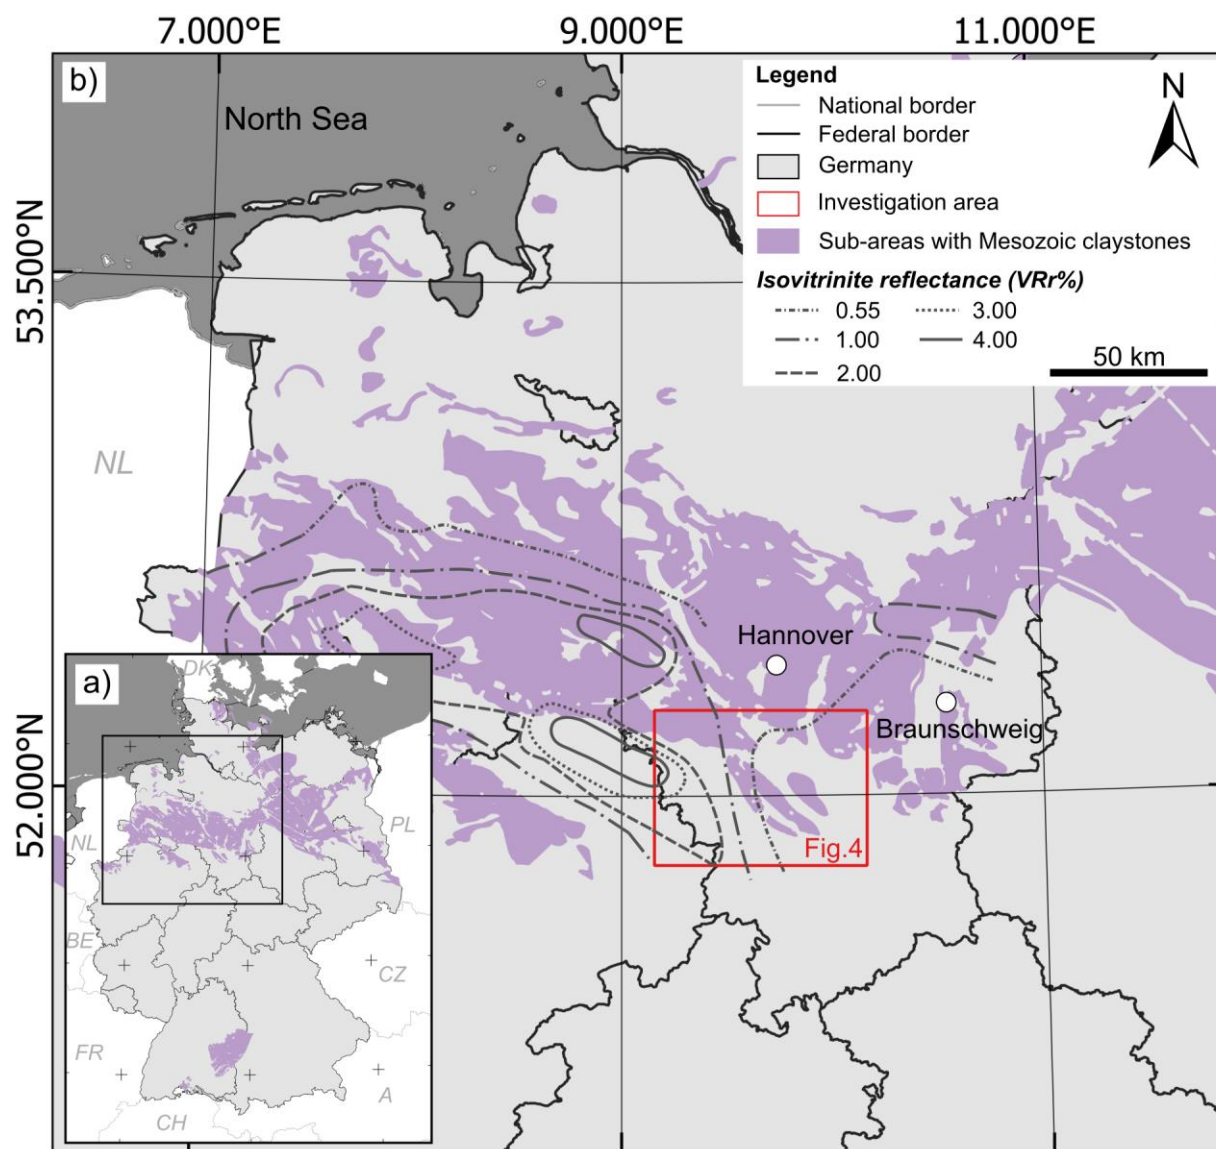 7.000°E 9.000°E 11.000°E
b)
North Sea
Legend
National border
Federal border
Germany
Investigation area
Sub-areas with Mesozoic claystones
Isovitrinite reflectance (VRr%)
0.55 3.00
1.00 4.00
2.00
50 km
N
53.500°N
NL
Hannover
Braunschweig
52.000°N
Fig.4
a)
DK
NL
PL
BE
CZ
FR
A
CH